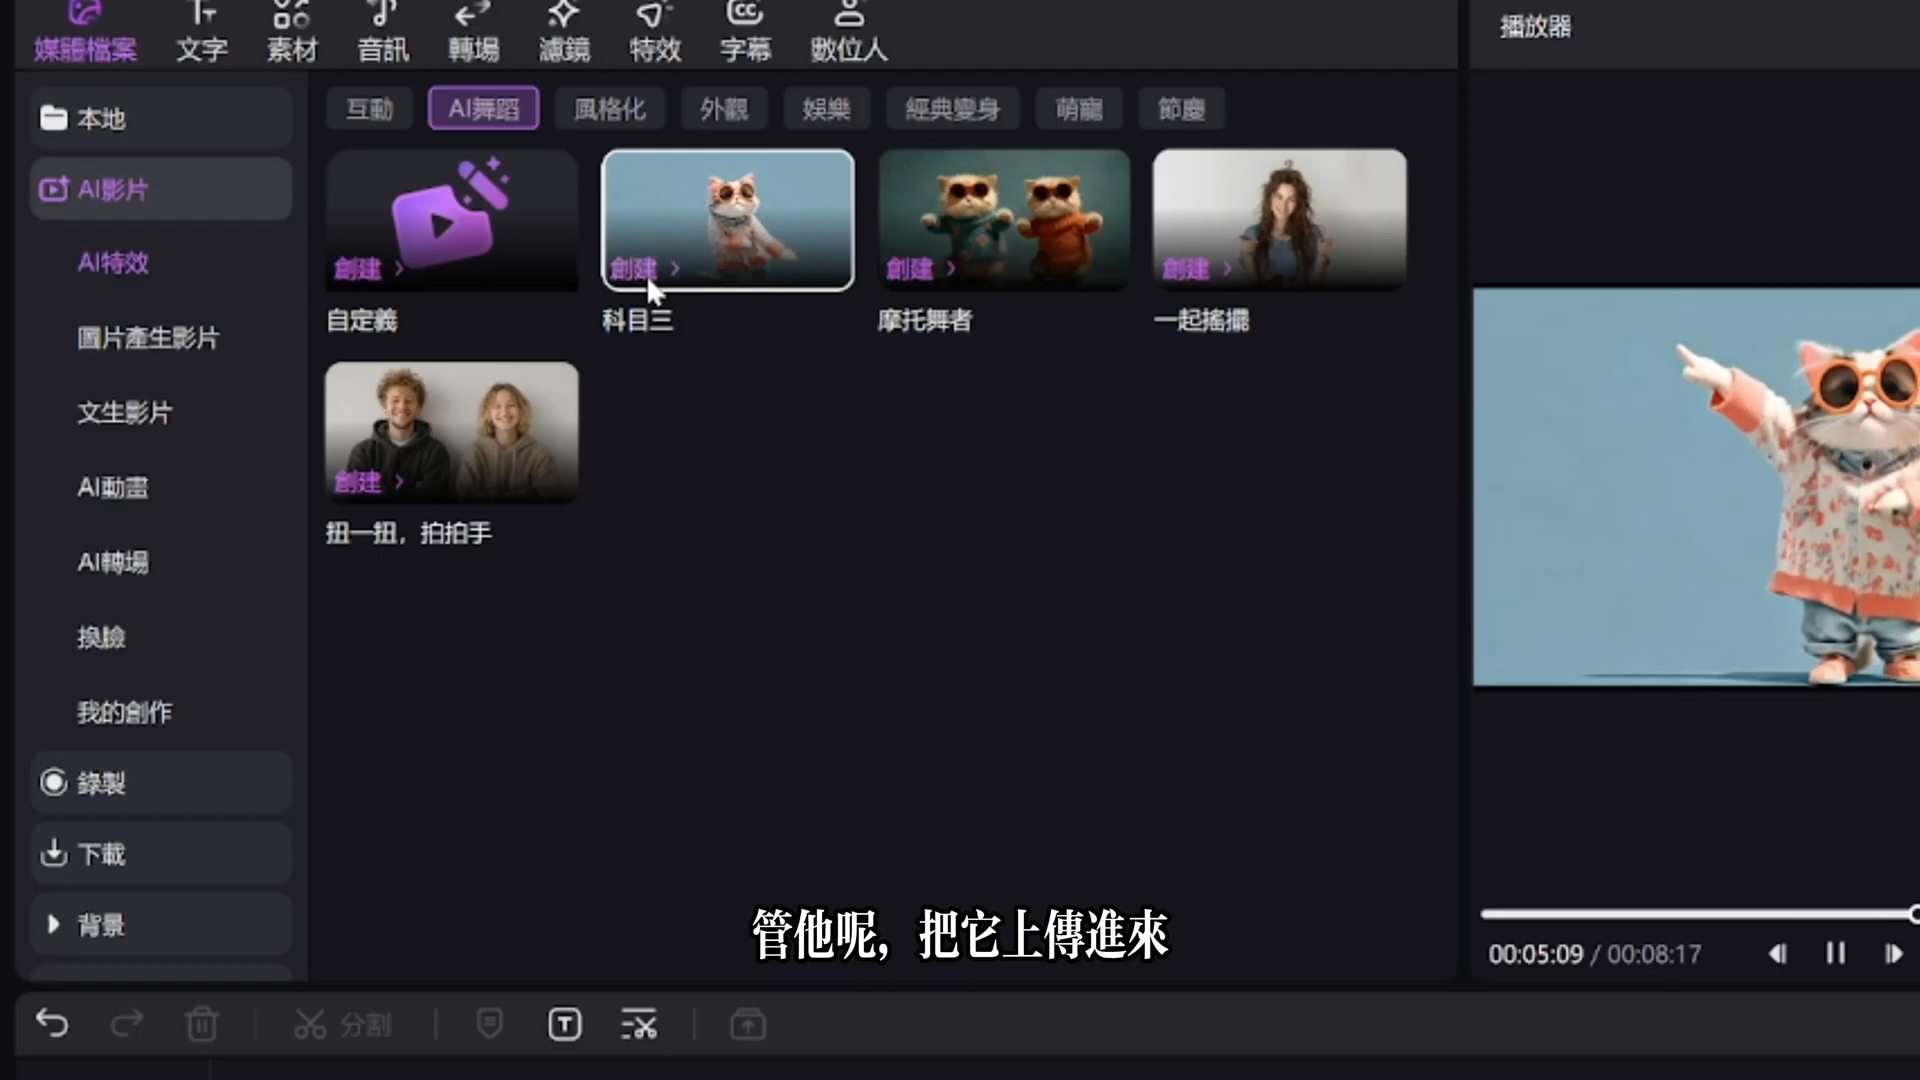 媒體檔案 文字 素材 音訊 轉場 濾鏡 特效 字幕 數位人
播放器
本地
AI影片
AI特效
圖片產生影片
文生影片
AI動畫
AI轉場
換臉
我的創作
錄製
下載
背景
互動 AI舞蹈 風格化 外觀 娛樂 經典變身 萌寵 節慶
創建 > 創建 > 創建 > 創建 >
自定義 科目三 摩托舞者 一起搖擺
創建 >
扭一扭，拍拍手
管他呢，把它上傳進來
00:05:09 / 00:08:17
分割